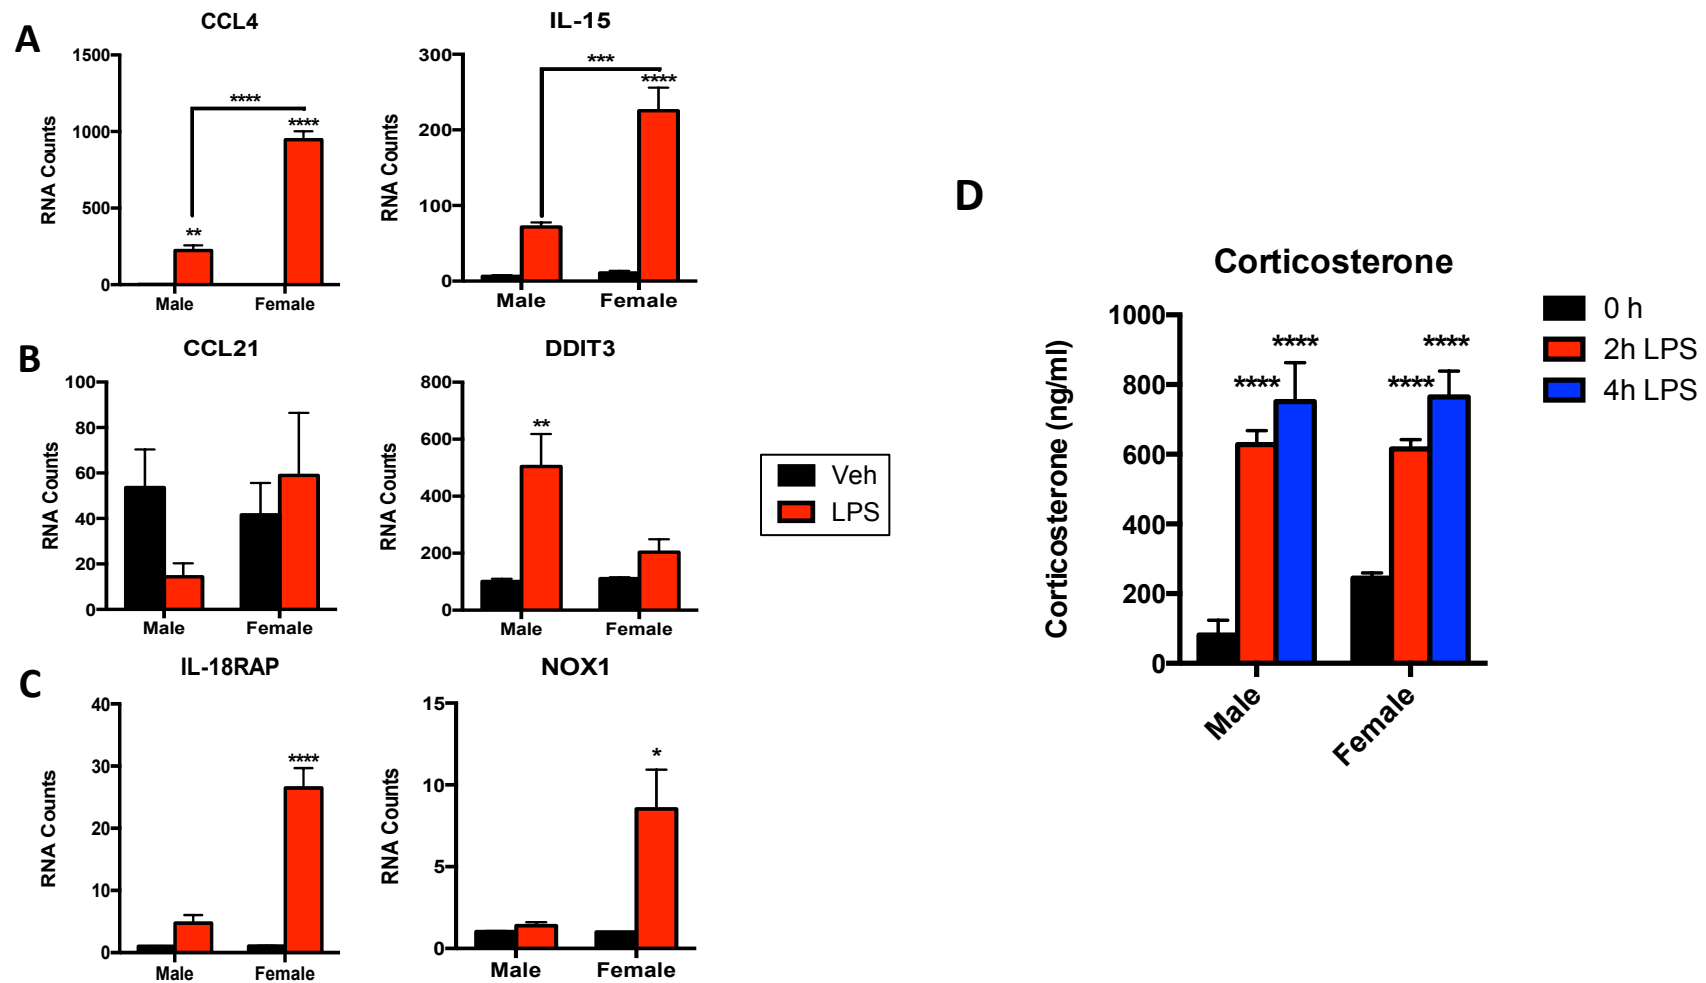 A
CCL4
RNA Counts
1500
1000
500
0
**
****
****
Male
Female
IL-15
RNA Counts
300
200
100
0
***
****
Male
Female
B
CCL21
RNA Counts
100
80
60
40
20
0
Male
Female
DDIT3
RNA Counts
800
600
400
200
0
**
Male
Female
Veh
LPS
C
IL-18RAP
RNA Counts
40
30
20
10
0
****
Male
Female
NOX1
RNA Counts
15
10
5
0
*
Male
Female
D
Corticosterone
Corticosterone (ng/ml)
1000
800
600
400
200
0
****
****
****
****
Male
Female
0 h
2h LPS
4h LPS